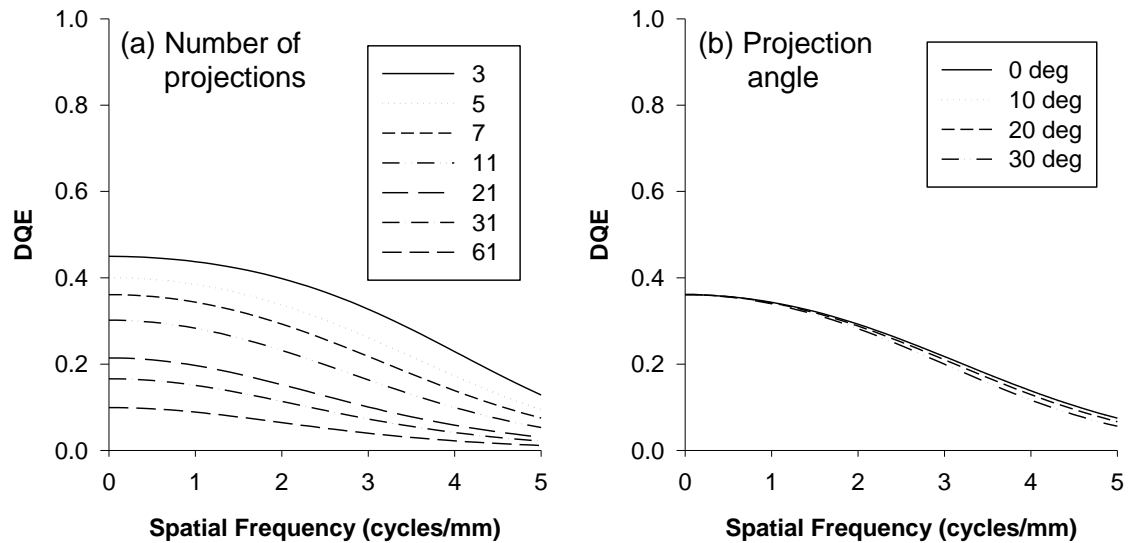 (a) Number of
projections
3
5
7
11
21
31
61
1.0
0.8
0.6
0.4
0.2
0.0
DQE
0 1 2 3 4 5
Spatial Frequency (cycles/mm)
(b) Projection
angle
0 deg
10 deg
20 deg
30 deg
1.0
0.8
0.6
0.4
0.2
0.0
DQE
0 1 2 3 4 5
Spatial Frequency (cycles/mm)